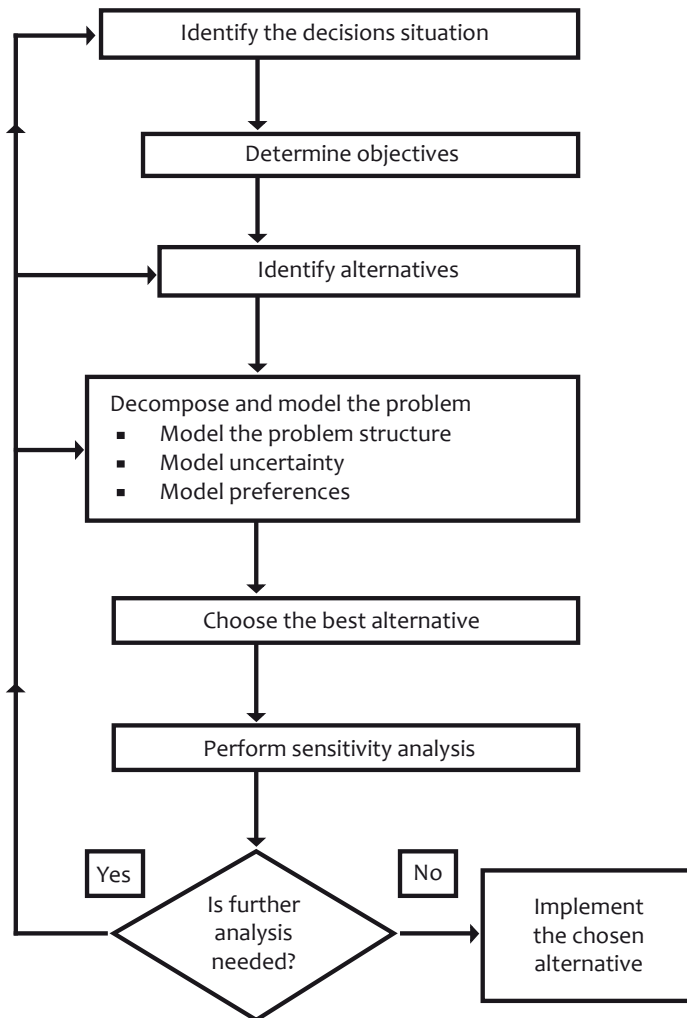 Identify the decisions situation
Determine objectives
Identify alternatives
Decompose and model the problem
▪ Model the problem structure
▪ Model uncertainty
▪ Model preferences
Choose the best alternative
Perform sensitivity analysis
Yes
No
Is further
analysis
needed?
Implement
the chosen
alternative